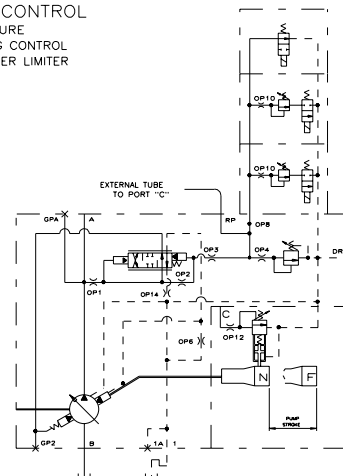 CONTROL
URE
G CONTROL
ER LIMITER
OP10
OP10
EXTERNAL TUBE
TO PORT "C"
GPA
A
RP
OP8
OP3
OP4
DR
OP1
OP2
OP14
C
OP6
OP12
N
F
PUMP
STROKE
GP2
B
1A
1